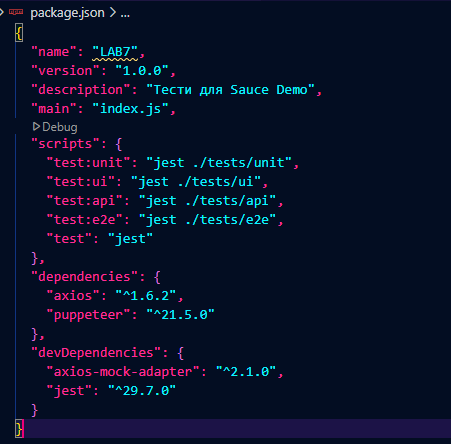 package.json > ...
{
"name": "LAB7",
"version": "1.0.0",
"description": "Тести для Sauce Demo",
"main": "index.js",
Debug
"scripts": {
"test:unit": "jest ./tests/unit",
"test:ui": "jest ./tests/ui",
"test:api": "jest ./tests/api",
"test:e2e": "jest ./tests/e2e",
"test": "jest"
},
"dependencies": {
"axios": "^1.6.2",
"puppeteer": "^21.5.0"
},
"devDependencies": {
"axios-mock-adapter": "^2.1.0",
"jest": "^29.7.0"
}
}